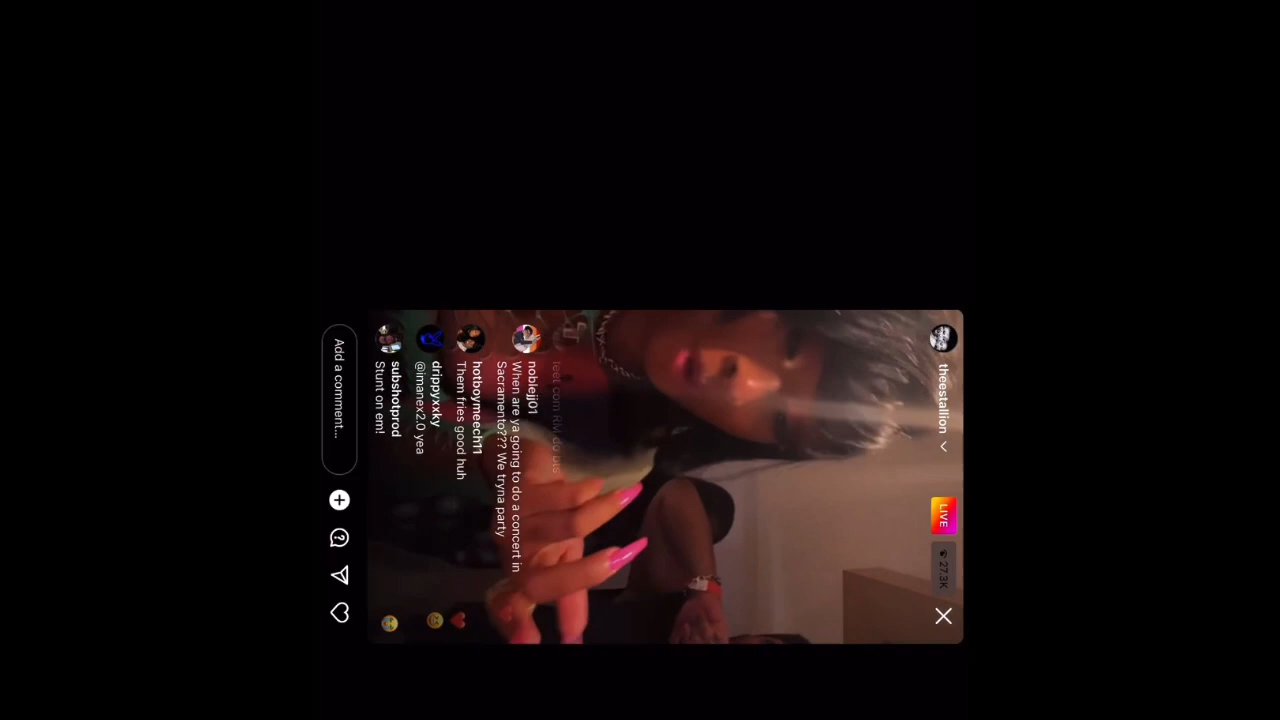 theestallion
LIVE
27.3K
noblejj01
When are ya going to do a concert in
Sacramento??? We tryna party
hotboymeech11
Them fries good huh
drippyxxky
@imanex2.0 yea
subshotprod
Stunt on em!
Add a comment...